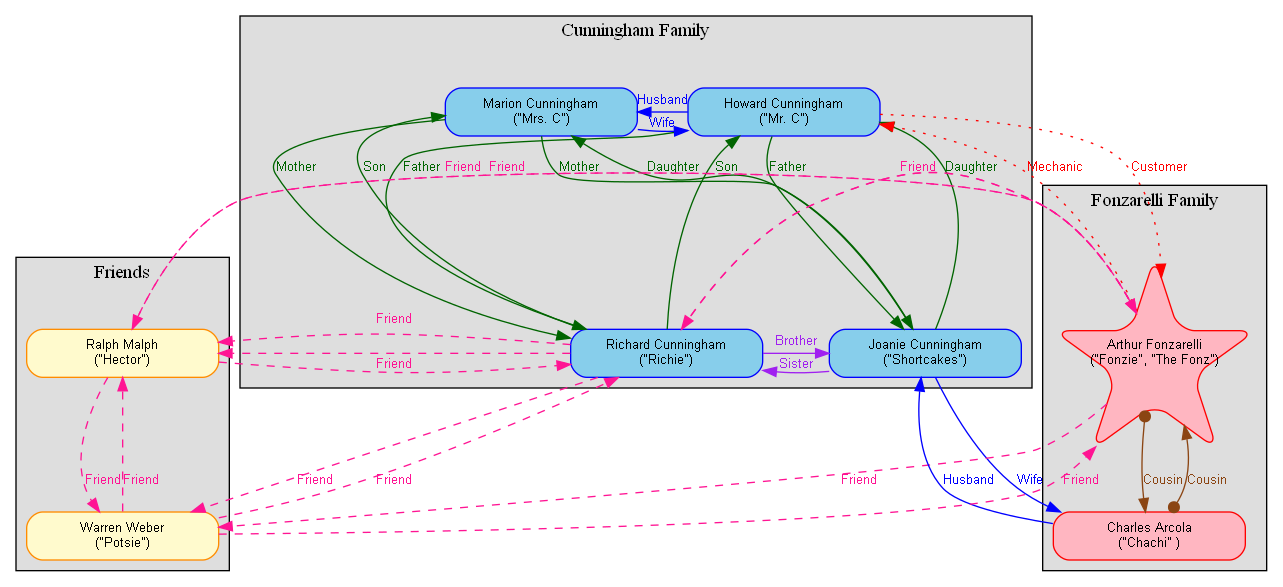 Cunningham Family
Marion Cunningham
("Mrs. C")
Husband
Wife
Howard Cunningham
("Mr. C")
Mother
Son
Father
Friend
Friend
Mother
Daughter
Son
Father
Friend
Daughter
Mechanic
Customer
Fonzarelli Family
Friends
Ralph Malph
("Hector")
Friend
Friend
Richard Cunningham
("Richie")
Brother
Sister
Joanie Cunningham
("Shortcakes")
Arthur Fonzarelli
("Fonzie", "The Fonz")
Friend
Friend
Friend
Friend
Friend
Husband
Wife
Friend
Cousin
Cousin
Warren Weber
("Potsie")
Charles Arcola
("Chachi" )